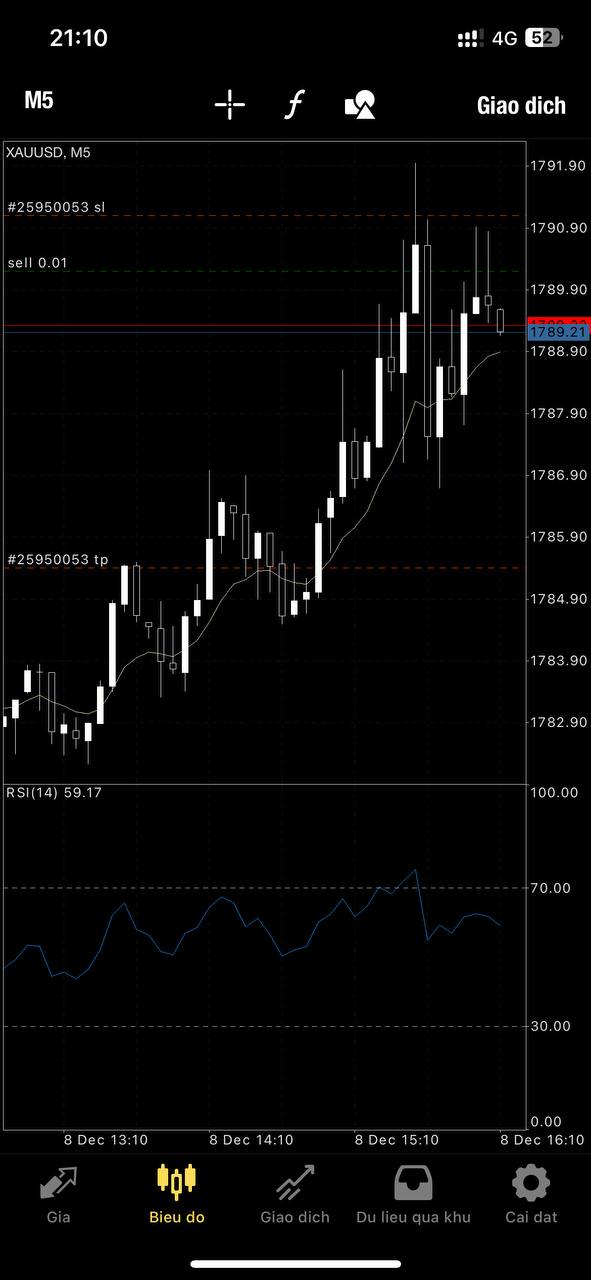 21:10
4G 52
M5
f
Giao dich
XAUUSD, M5
1791.90
#25950053 sl
1790.90
sell 0.01
1789.90
1789.21
1788.90
1787.90
1786.90
1785.90
#25950053 tp
1784.90
1783.90
1782.90
RSI(14) 59.17
100.00
70.00
30.00
0.00
8 Dec 13:10
8 Dec 14:10
8 Dec 15:10
8 Dec 16:10
Gia
Bieu do
Giao dich
Du lieu qua khu
Cai dat